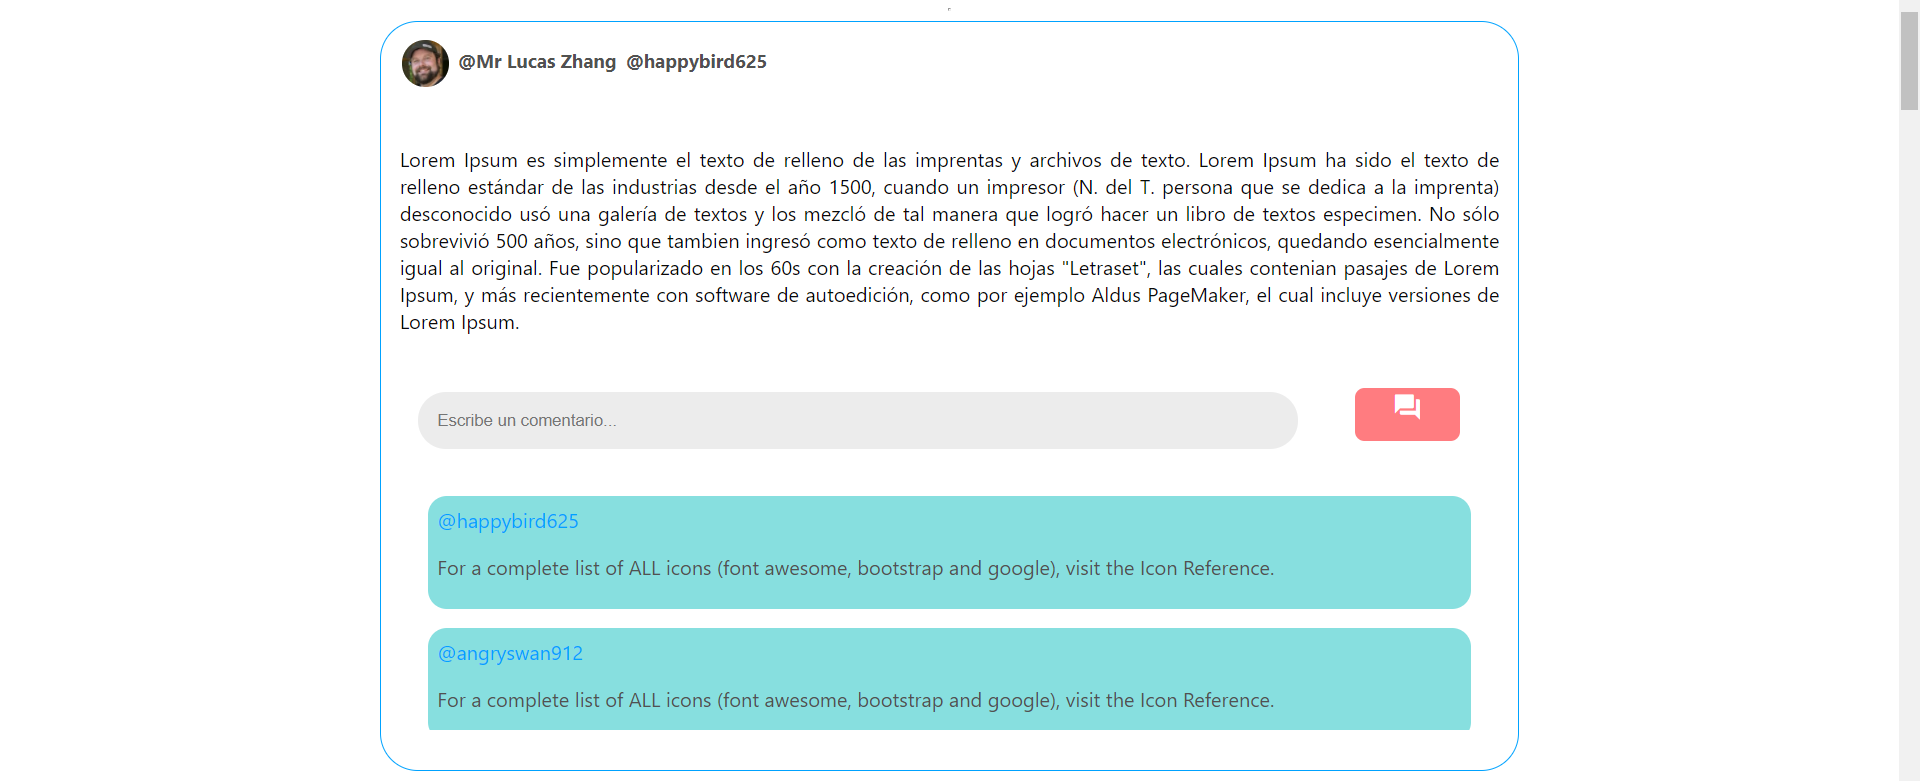 @Mr Lucas Zhang @happybird625
Lorem Ipsum es simplemente el texto de relleno de las imprentas y archivos de texto. Lorem Ipsum ha sido el texto de
relleno estándar de las industrias desde el año 1500, cuando un impresor (N. del T. persona que se dedica a la imprenta)
desconocido usó una galería de textos y los mezcló de tal manera que logró hacer un libro de textos especimen. No sólo
sobrevivió 500 años, sino que tambien ingresó como texto de relleno en documentos electrónicos, quedando esencialmente
igual al original. Fue popularizado en los 60s con la creación de las hojas "Letraset", las cuales contenian pasajes de Lorem
Ipsum, y más recientemente con software de autoedición, como por ejemplo Aldus PageMaker, el cual incluye versiones de
Lorem Ipsum.
Escribe un comentario...
@happybird625
For a complete list of ALL icons (font awesome, bootstrap and google), visit the Icon Reference.
@angryswan912
For a complete list of ALL icons (font awesome, bootstrap and google), visit the Icon Reference.